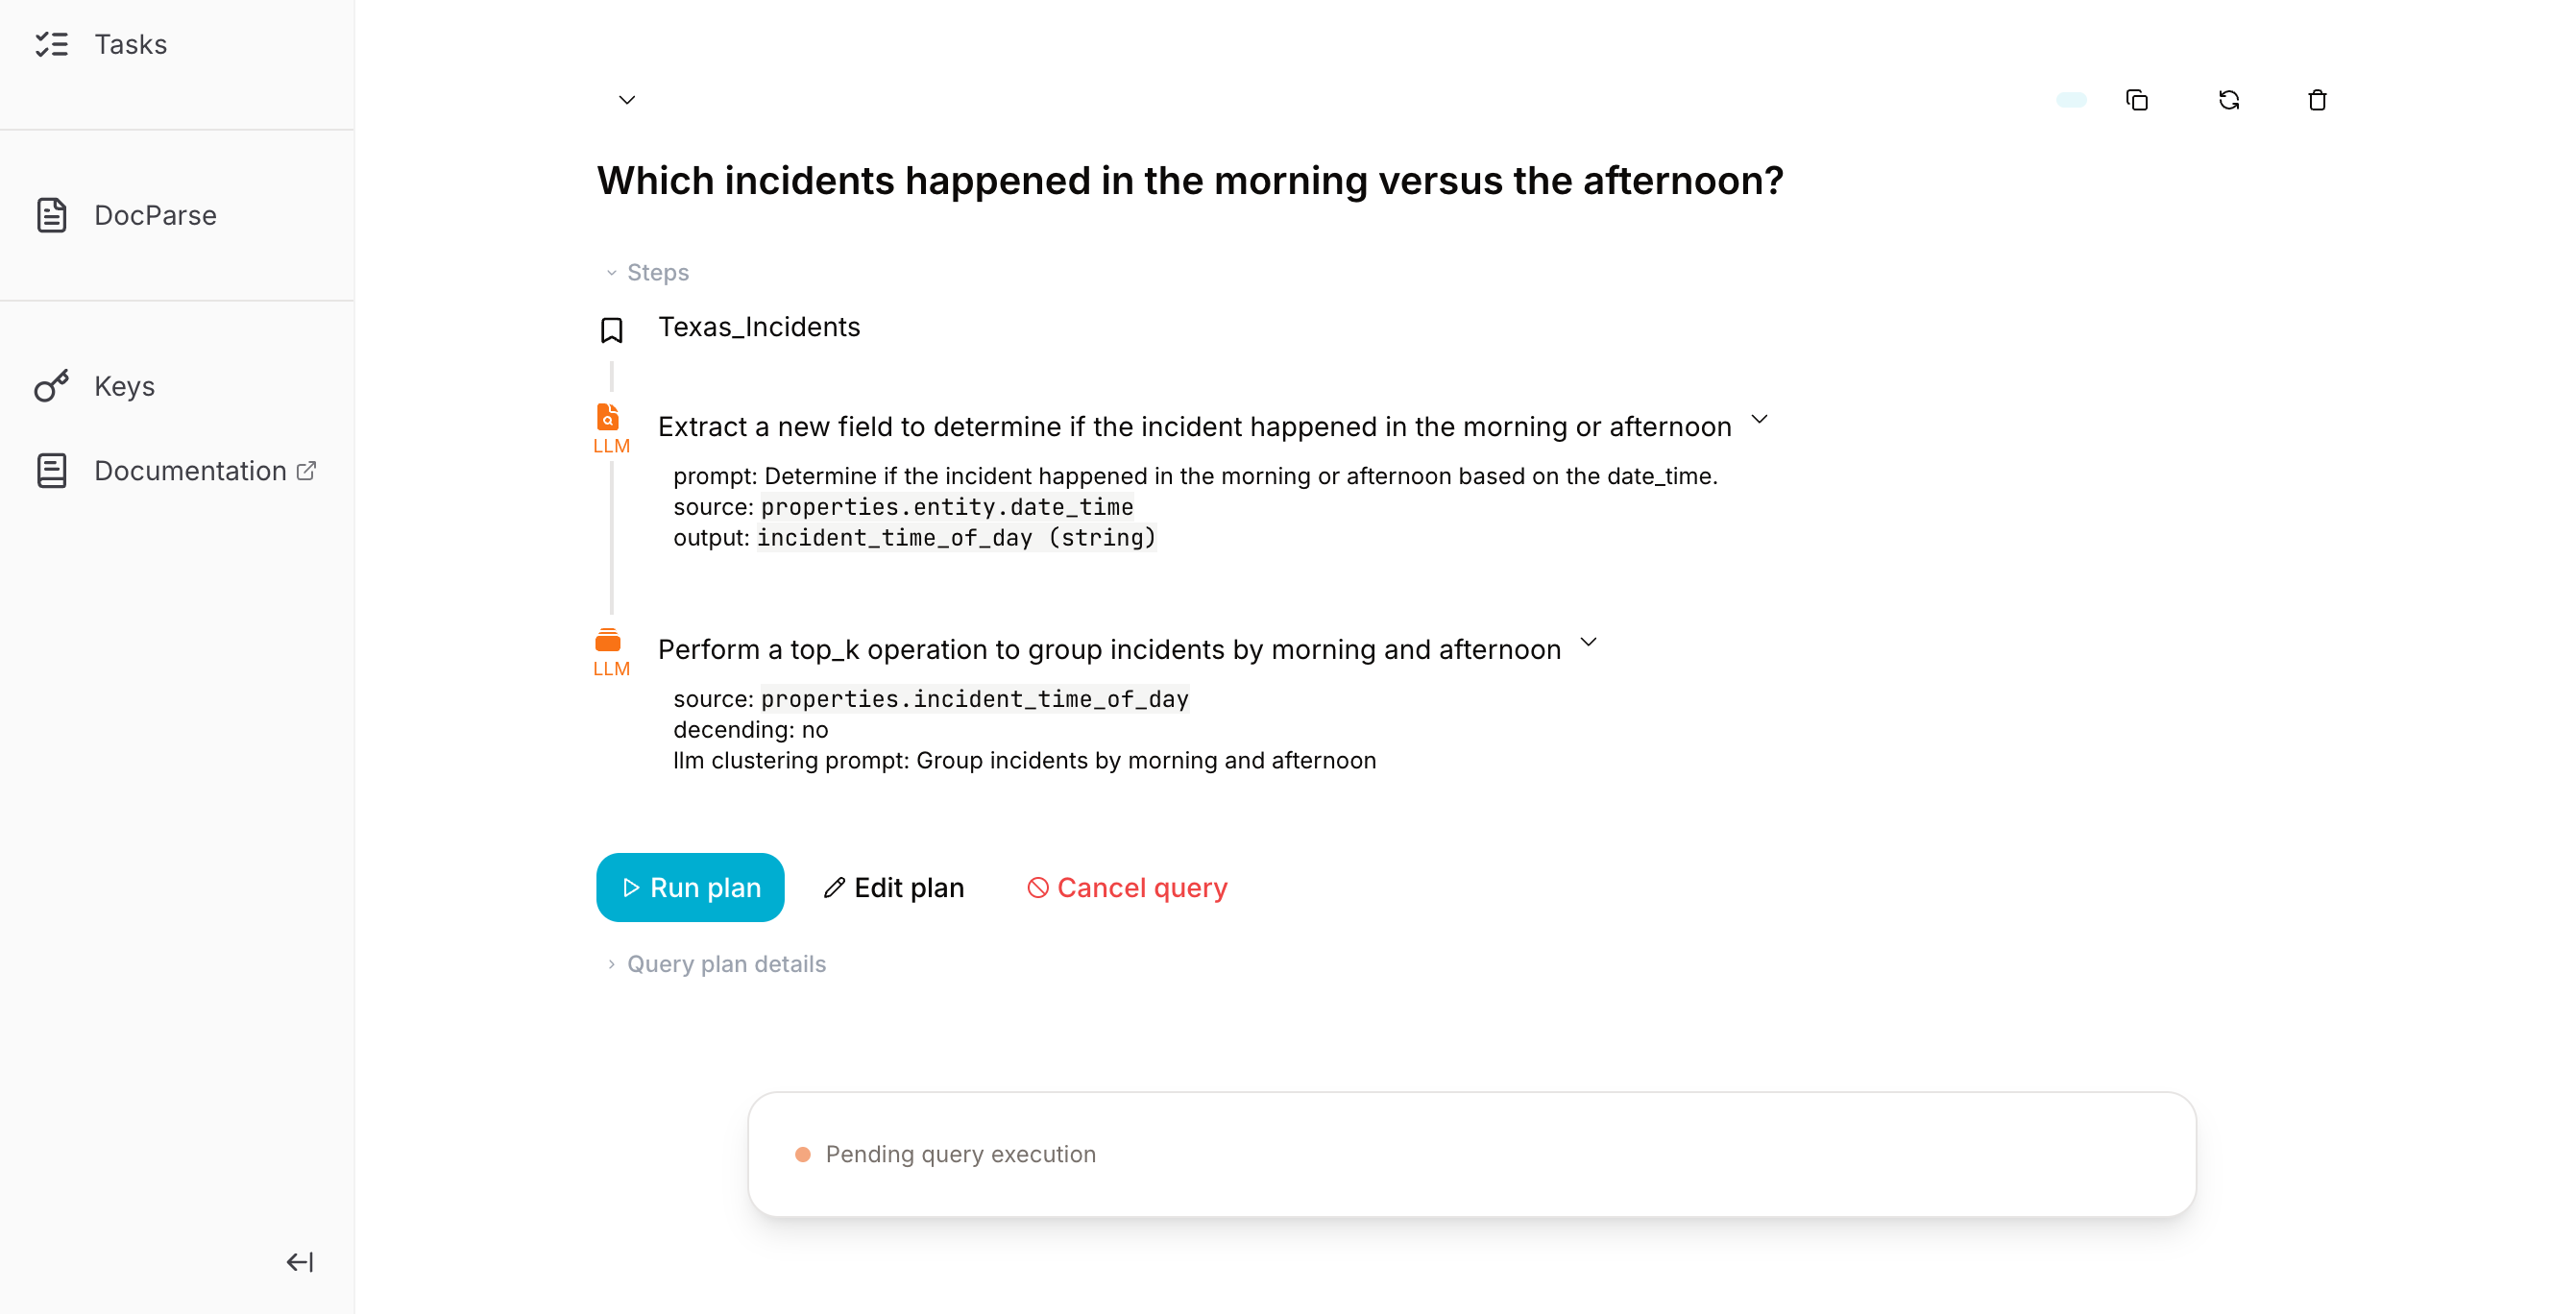 Tasks
DocParse
Keys
Documentation
Which incidents happened in the morning versus the afternoon?
Steps
Texas_Incidents
LLM
Extract a new field to determine if the incident happened in the morning or afternoon
prompt: Determine if the incident happened in the morning or afternoon based on the date_time.
source: properties.entity.date_time
output: incident_time_of_day (string)
LLM
Perform a top_k operation to group incidents by morning and afternoon
source: properties.incident_time_of_day
decending: no
llm clustering prompt: Group incidents by morning and afternoon
Run plan
Edit plan
Cancel query
Query plan details
Pending query execution